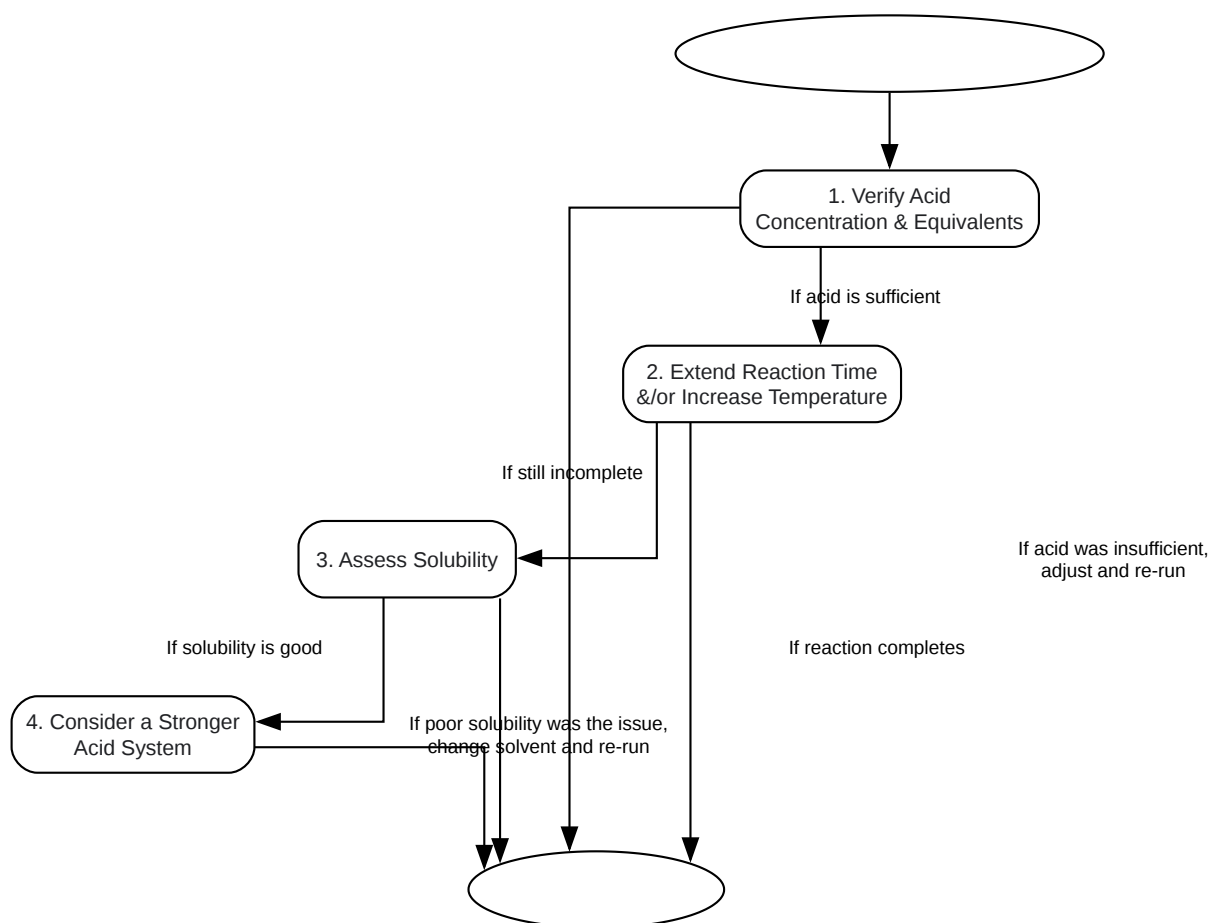 1. Verify Acid
Concentration & Equivalents
If acid is sufficient
2. Extend Reaction Time
&/or Increase Temperature
If still incomplete
3. Assess Solubility
If acid was insufficient,
adjust and re-run
If solubility is good
If reaction completes
4. Consider a Stronger
Acid System
If poor solubility was the issue,
change solvent and re-run